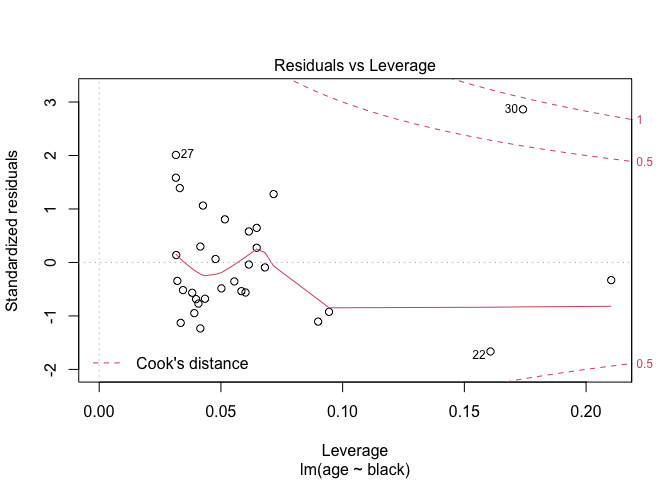 Residuals vs Leverage
Standardized residuals
3
2
1
0
-1
-2
30
27
22
1
0.5
0.5
Cook's distance
0.00 0.05 0.10 0.15 0.20
Leverage
lm(age ~ black)